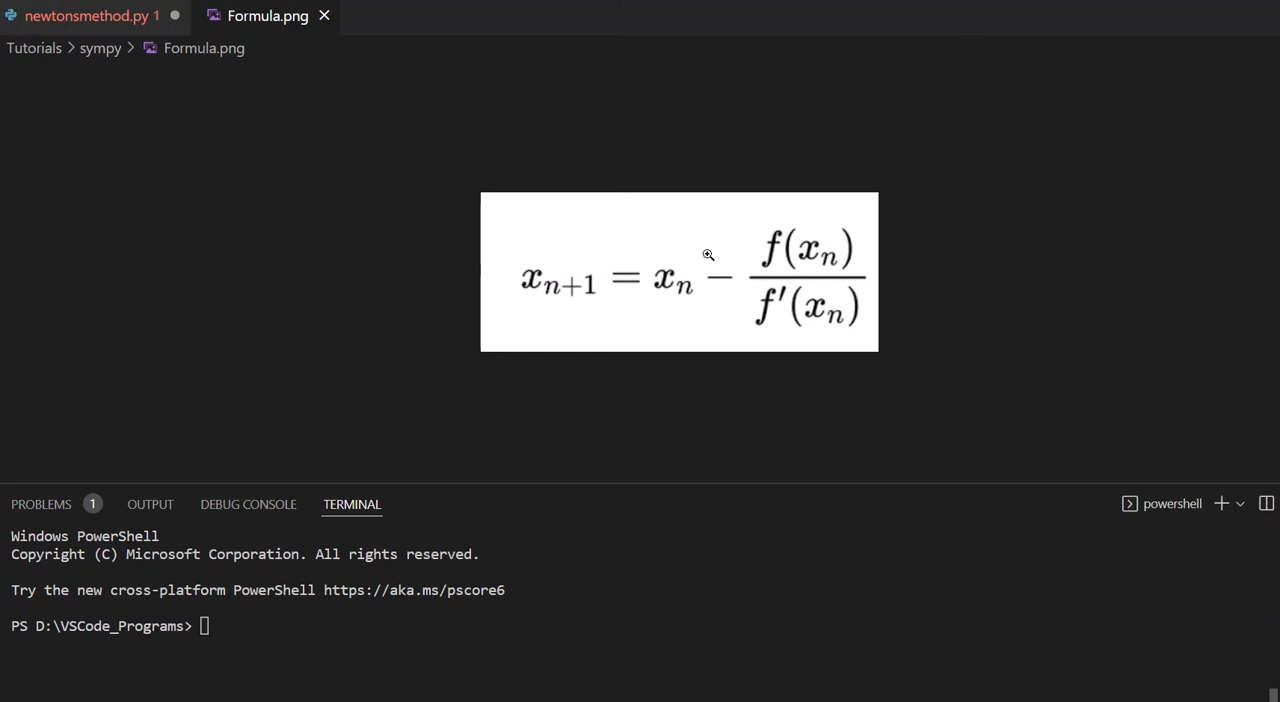 newtonsmethod.py 1 Formula.png
Tutorials > sympy > Formula.png
x_{n+1} = x_n − f(x_n) / f′(x_n)
PROBLEMS 1 OUTPUT DEBUG CONSOLE TERMINAL powershell
Windows PowerShell
Copyright (C) Microsoft Corporation. All rights reserved.
Try the new cross-platform PowerShell https://aka.ms/pscore6
PS D:\VSCode_Programs>